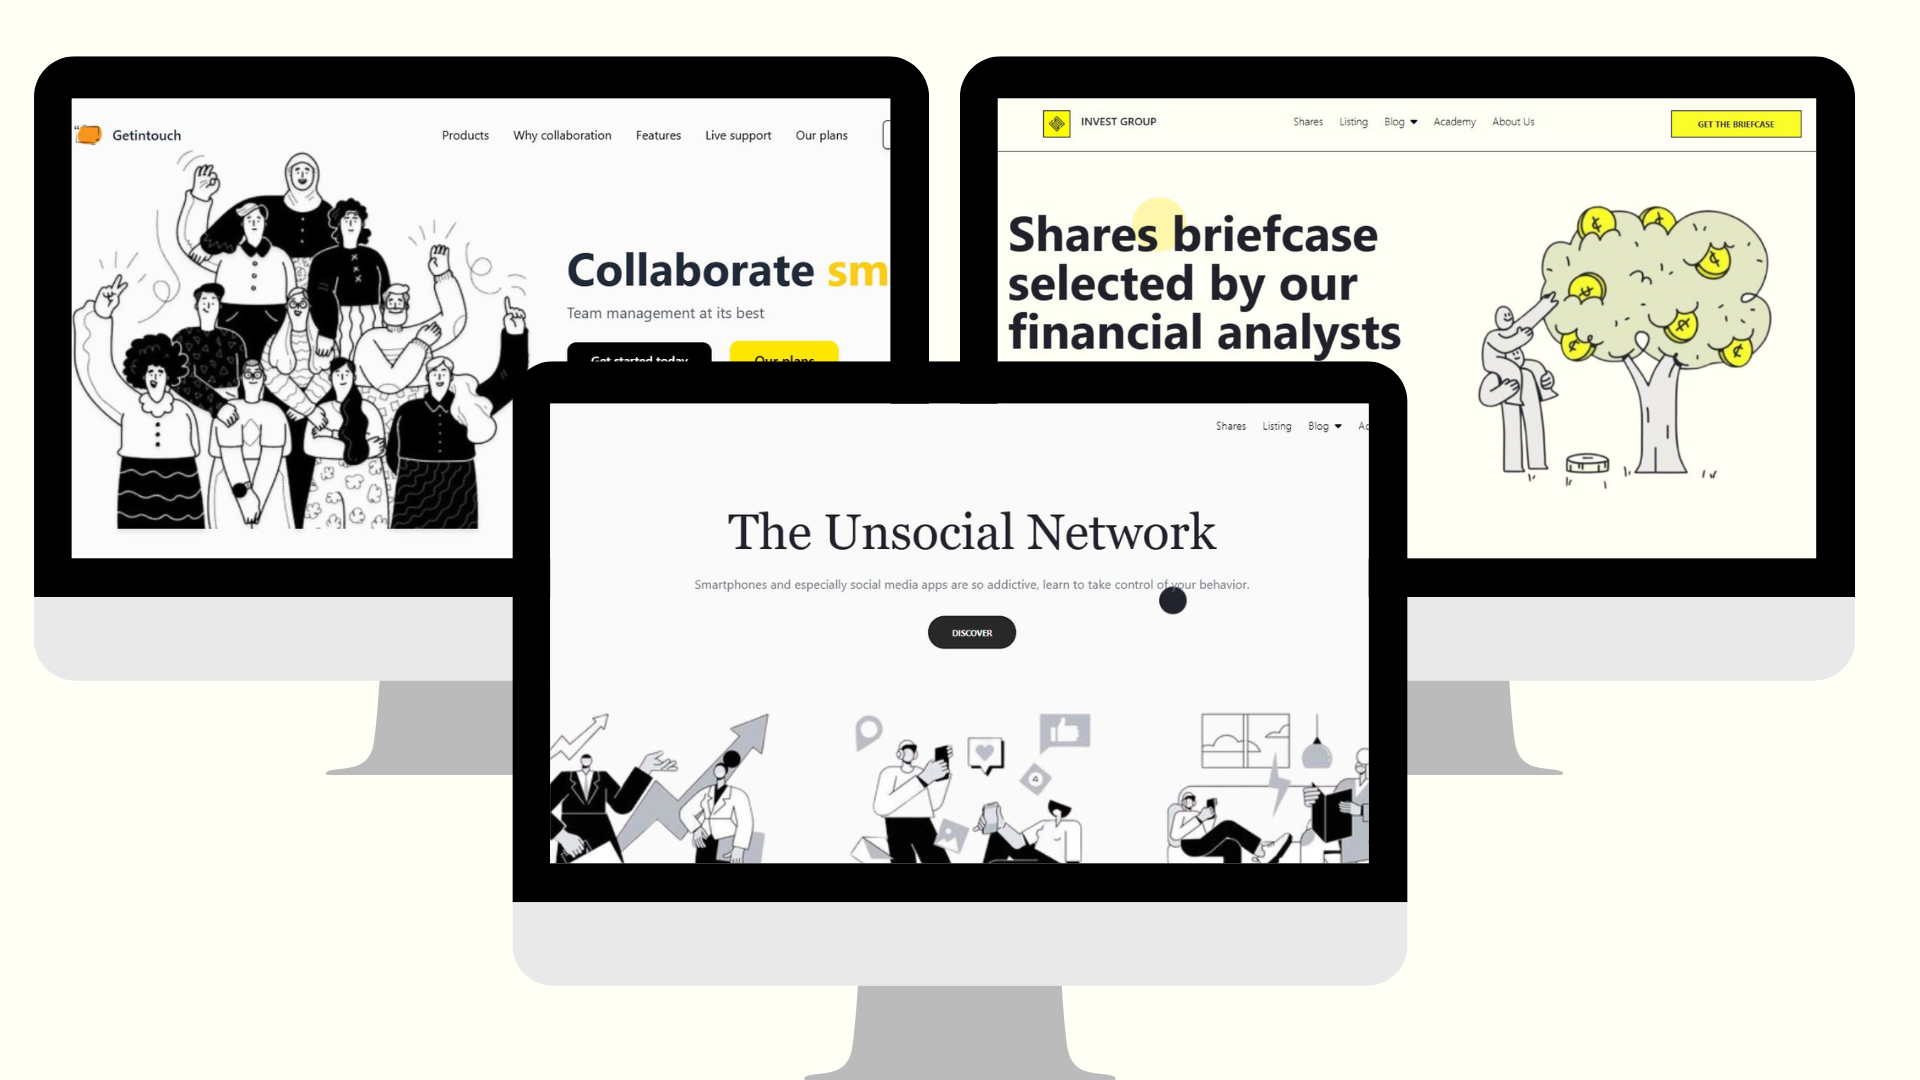 Getintouch
Products Why collaboration Features Live support Our plans
Collaborate sm
Team management at its best
Get started today Our plans
INVEST GROUP
Shares Listing Blog Academy About Us
GET THE BRIEFCASE
Shares briefcase
selected by our
financial analysts
Shares Listing Blog Ac
The Unsocial Network
Smartphones and especially social media apps are so addictive, learn to take control of your behavior.
DISCOVER
4